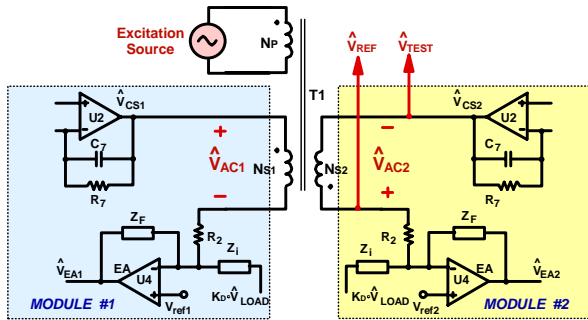 Excitation Source
NP
V̂REF
V̂TEST
T1
V̂CS1
U2
C7
R7
+
V̂AC1
−
NS1
NS2
−
V̂AC2
+
V̂CS2
U2
C7
R7
ZF
R2
Zi
V̂EA1
EA
U4
Vref1
KD•V̂LOAD
MODULE #1
R2
ZF
Zi
EA
U4
V̂EA2
KD•V̂LOAD
Vref2
MODULE #2